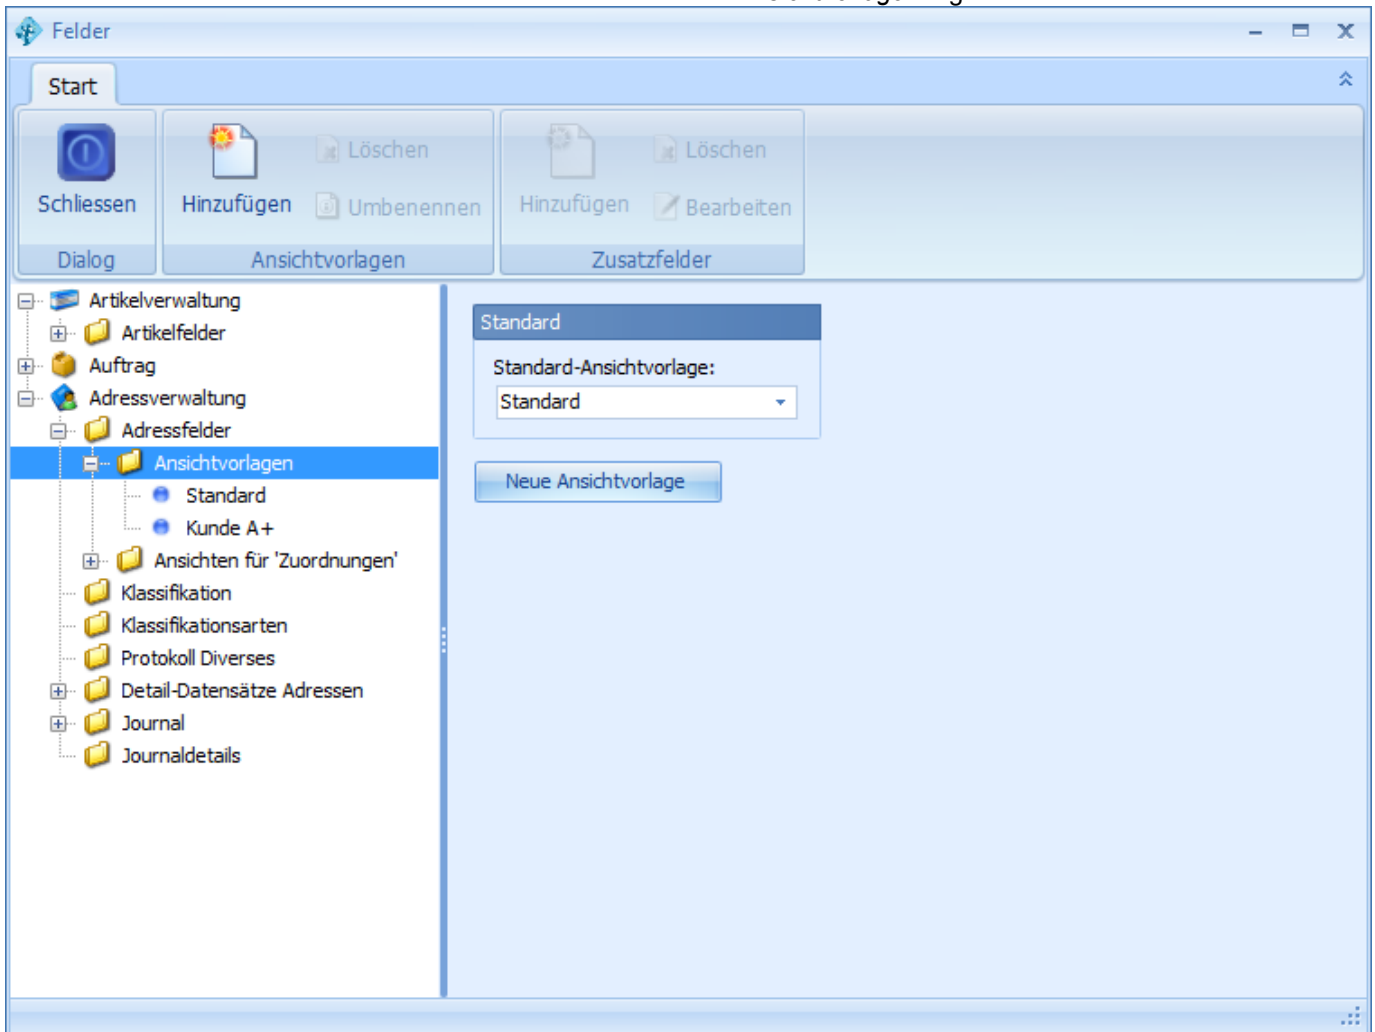 Felder
Start
Schliessen
Hinzufügen
Löschen
Umbenennen
Hinzufügen
Löschen
Bearbeiten
Dialog
Ansichtvorlagen
Zusatzfelder
Artikelverwaltung
Artikelfelder
Auftrag
Adressverwaltung
Adressfelder
Ansichtvorlagen
Standard
Kunde A+
Ansichten für 'Zuordnungen'
Klassifikation
Klassifikationsarten
Protokoll Diverses
Detail-Datensätze Adressen
Journal
Journaldetails
Standard
Standard-Ansichtvorlage:
Standard
Neue Ansichtvorlage